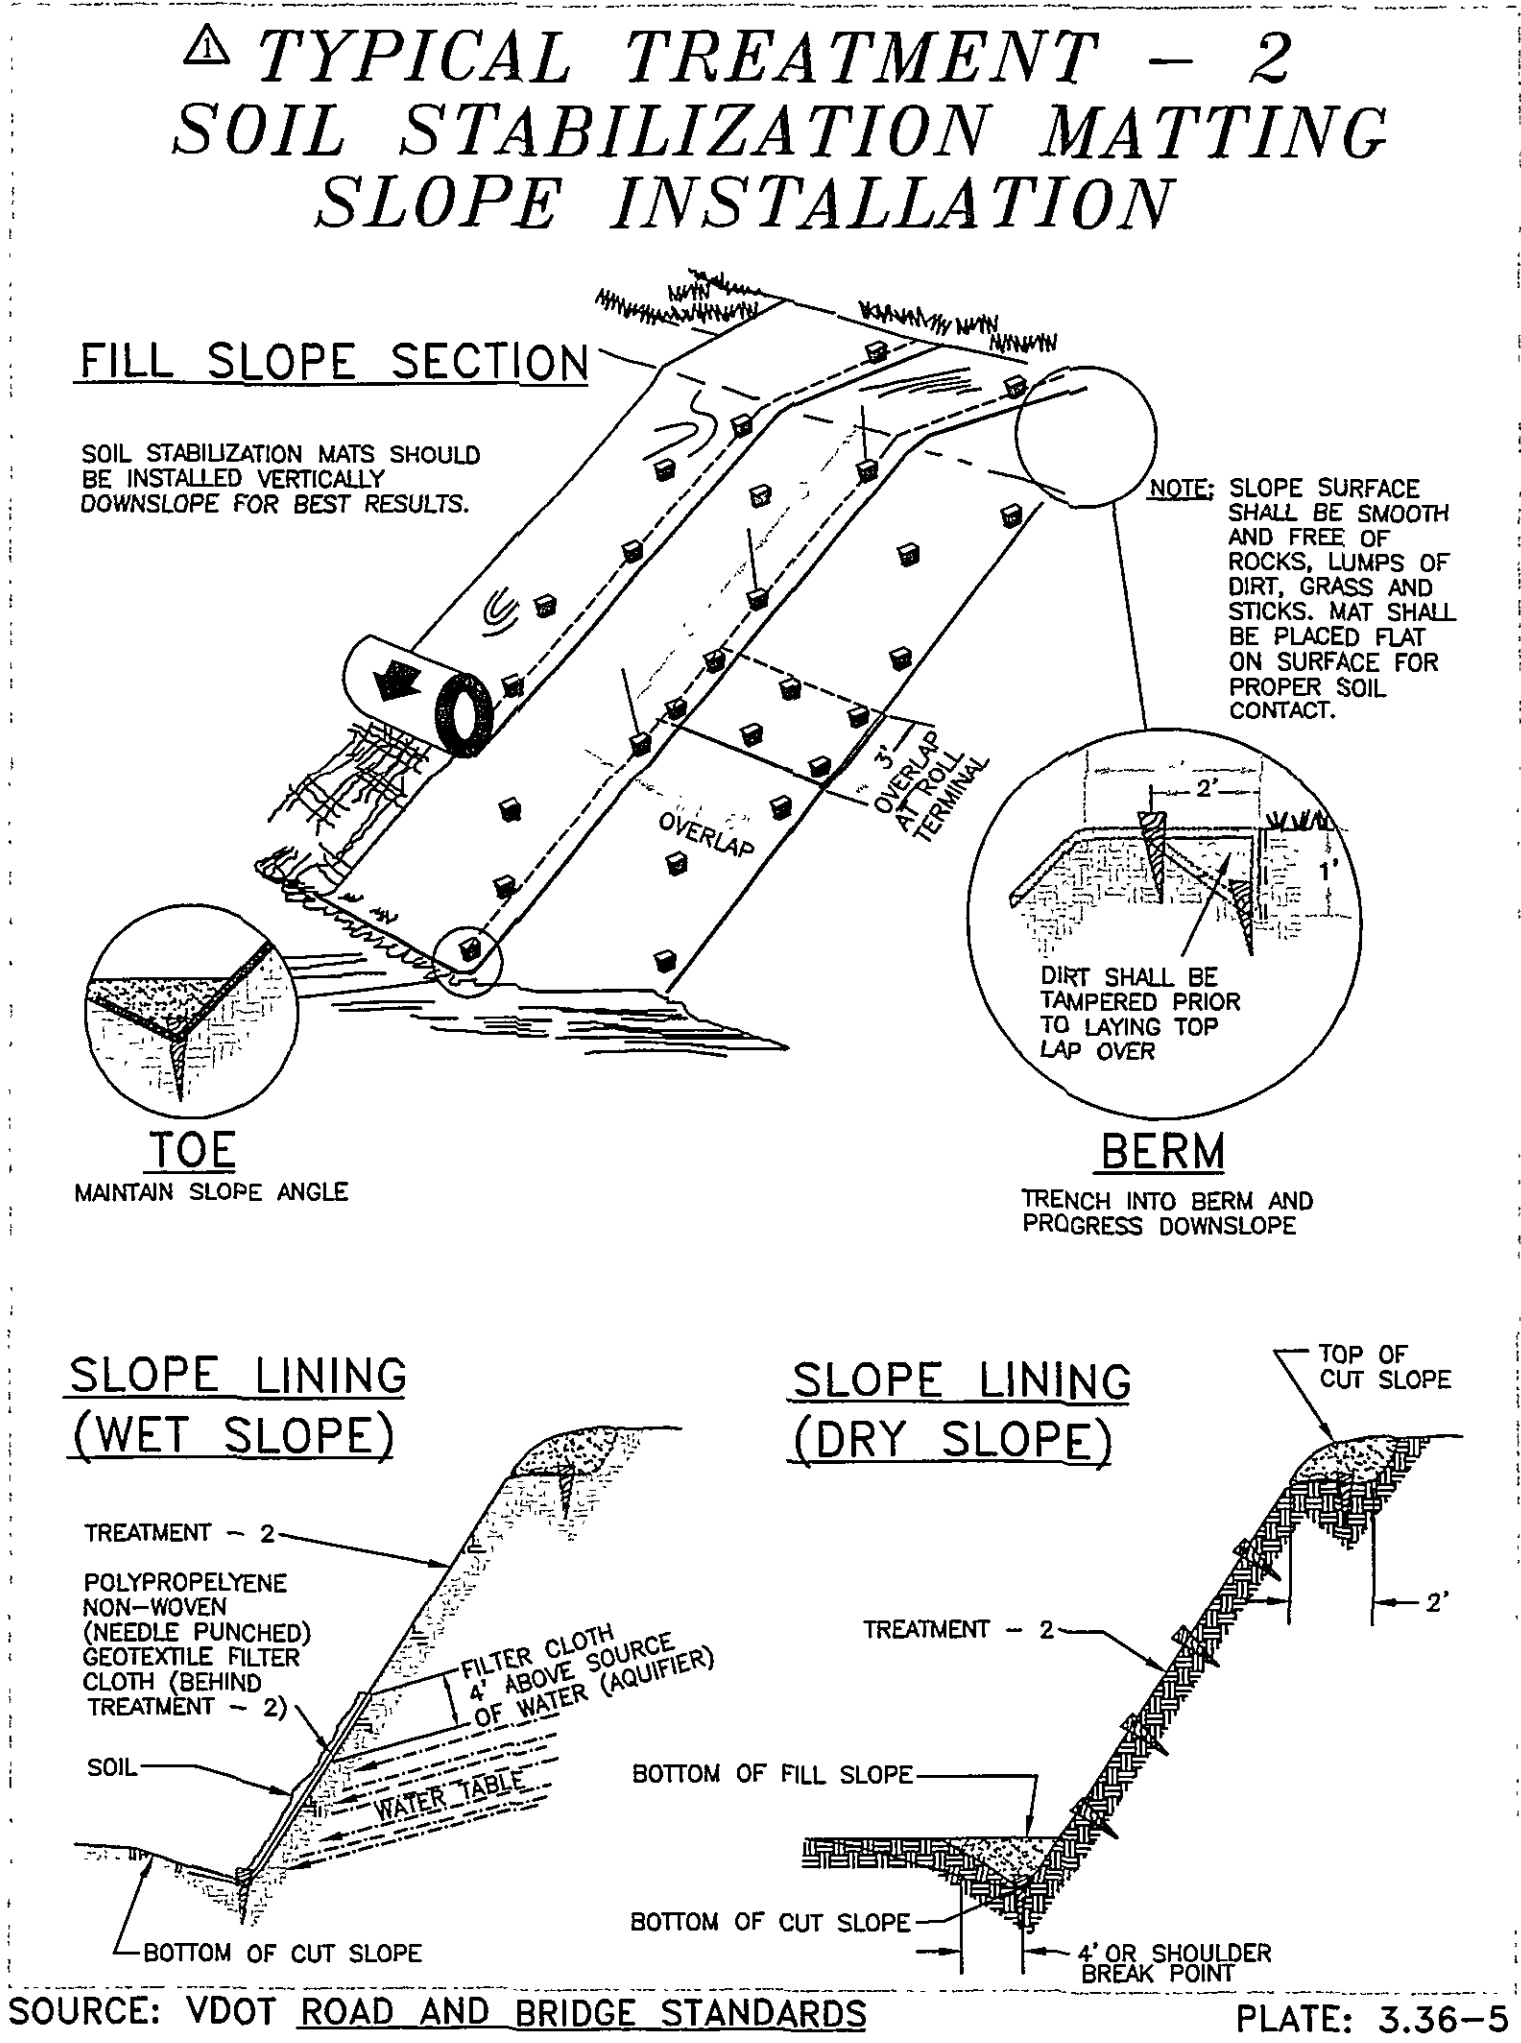 1
TYPICAL TREATMENT - 2
SOIL STABILIZATION MATTING
SLOPE INSTALLATION
FILL SLOPE SECTION
SOIL STABILIZATION MATS SHOULD
BE INSTALLED VERTICALLY
DOWNSLOPE FOR BEST RESULTS.
NOTE: SLOPE SURFACE
SHALL BE SMOOTH
AND FREE OF
ROCKS, LUMPS OF
DIRT, GRASS AND
STICKS. MAT SHALL
BE PLACED FLAT
ON SURFACE FOR
PROPER SOIL
CONTACT.
3'
OVERLAP
AT ROLL
TERMINAL
OVERLAP
2'
1'
DIRT SHALL BE
TAMPERED PRIOR
TO LAYING TOP
LAP OVER
TOE
MAINTAIN SLOPE ANGLE
BERM
TRENCH INTO BERM AND
PROGRESS DOWNSLOPE
SLOPE LINING
(WET SLOPE)
TREATMENT - 2
POLYPROPELYENE
NON-WOVEN
(NEEDLE PUNCHED)
GEOTEXTILE FILTER
CLOTH (BEHIND
TREATMENT - 2)
FILTER CLOTH
4' ABOVE SOURCE
OF WATER (AQUIFIER)
SOIL
WATER TABLE
BOTTOM OF CUT SLOPE
SLOPE LINING
(DRY SLOPE)
TOP OF
CUT SLOPE
2'
TREATMENT - 2
BOTTOM OF FILL SLOPE
BOTTOM OF CUT SLOPE
4' OR SHOULDER
BREAK POINT
SOURCE: VDOT ROAD AND BRIDGE STANDARDS
PLATE: 3.36-5